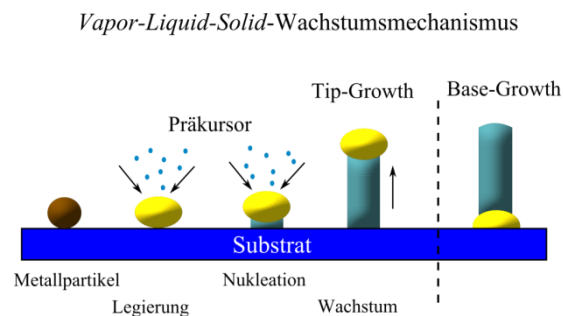 Vapor-Liquid-Solid-Wachstumsmechanismus
Tip-Growth
Base-Growth
Präkursor
Substrat
Metallpartikel
Nukleation
Legierung
Wachstum